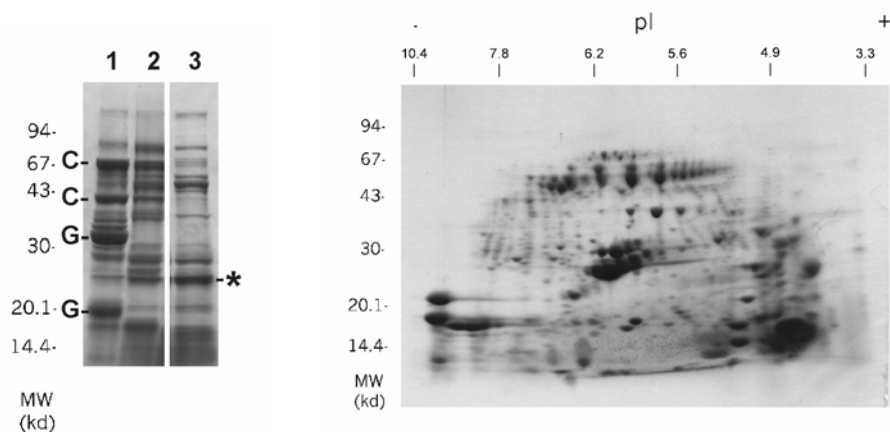 1 2 3
94-
67-
43
30-
20.1-
14.4-
MW
(kd)
C-
C-
G-
G-
-*
- pI +
10.4 7.8 6.2 5.6 4.9 3.3
94-
67-
43-
30-
20.1-
14.4-
MW
(kd)